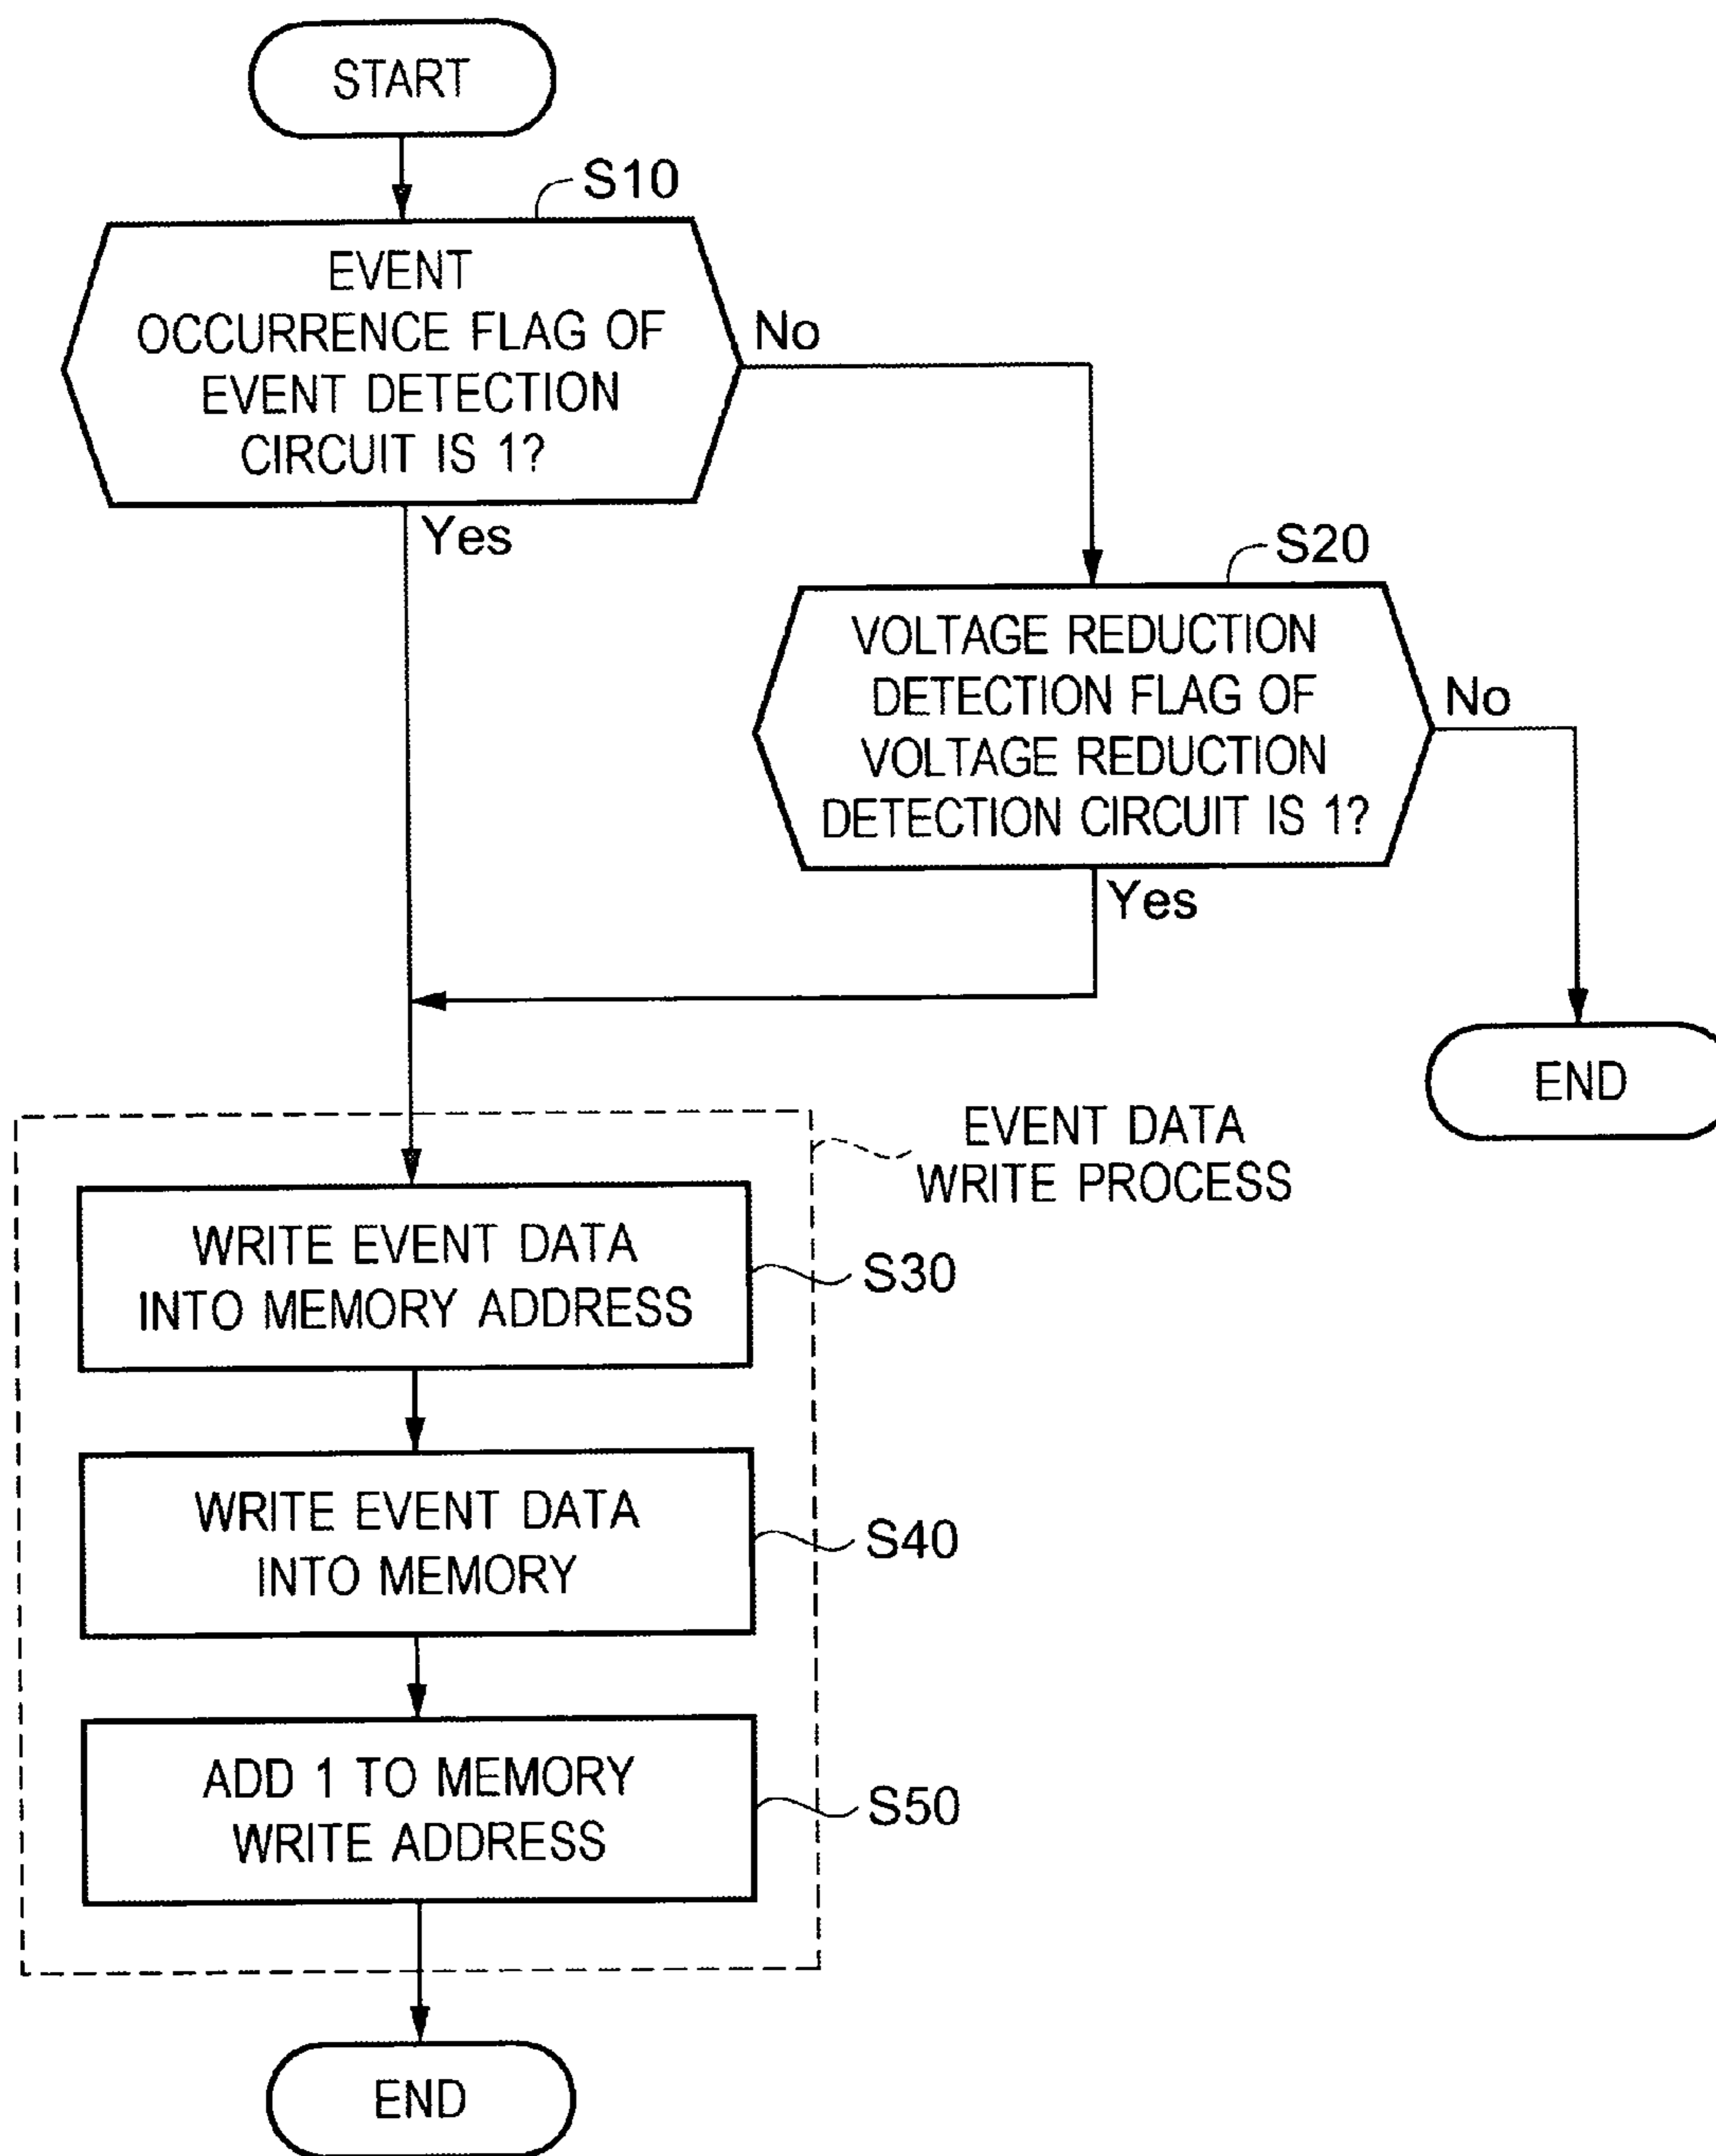 START
S10
EVENT
OCCURRENCE FLAG OF
EVENT DETECTION
CIRCUIT IS 1?
No
Yes
S20
VOLTAGE REDUCTION
DETECTION FLAG OF
VOLTAGE REDUCTION
DETECTION CIRCUIT IS 1?
No
Yes
END
EVENT DATA
WRITE PROCESS
WRITE EVENT DATA
INTO MEMORY ADDRESS
S30
WRITE EVENT DATA
INTO MEMORY
S40
ADD 1 TO MEMORY
WRITE ADDRESS
S50
END